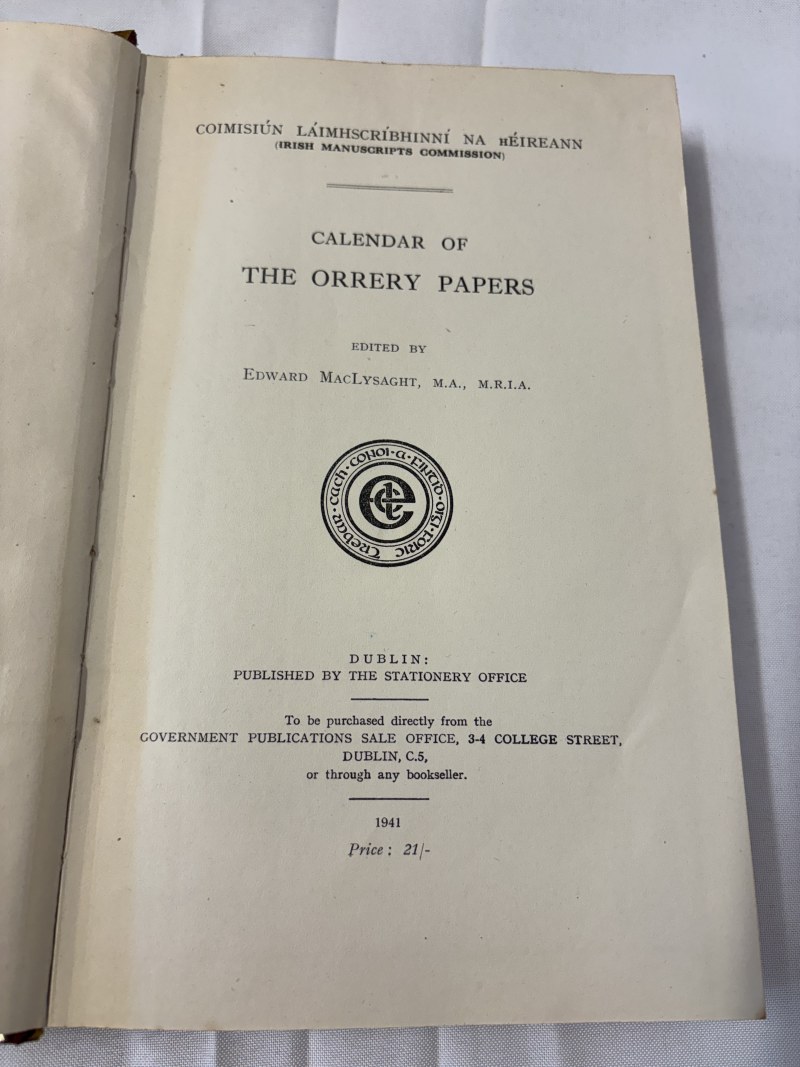 COIMISIÚN LÁIMHSCRÍBHINNÍ NA hÉIREANN
(IRISH MANUSCRIPTS COMMISSION)
CALENDAR OF
THE ORRERY PAPERS
EDITED BY
EDWARD MACLYSAGHT, M.A., M.R.I.A.
DUBLIN:
PUBLISHED BY THE STATIONERY OFFICE
To be purchased directly from the
GOVERNMENT PUBLICATIONS SALE OFFICE, 3-4 COLLEGE STREET,
DUBLIN, C.5,
or through any bookseller.
1941
Price: 21/-